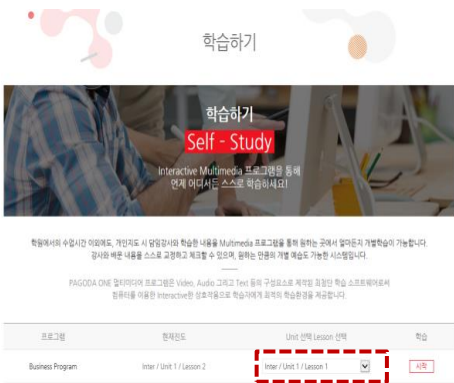 학습하기
학습하기
Self - Study
Interactive Multimedia 프로그램을 통해
언제 어디서든 스스로 학습하세요!
학원에서의 수업시간 이외에도, 개인지도 시 담임강사와 학습한 내용을 Multimedia 프로그램을 통해 원하는 곳에서 얼마든지 개별학습이 가능합니다.
강사와 배운 내용을 스스로 교정하고 체크할 수 있으며, 원하는 만큼의 개별 예습도 가능한 시스템입니다.
PAGODA ONE 멀티미디어 프로그램은 Video, Audio 그리고 Text 등의 구성요소로 제작된 최첨단 학습 소프트웨어로써
컴퓨터를 이용한 Interactive한 상호작용으로 학습자에게 최적의 학습환경을 제공합니다.
프로그램 현재진도 Unit 선택 Lesson 선택 학습
Business Program Inter / Unit 1 / Lesson 2 Inter / Unit 1 / Lesson 1 시작